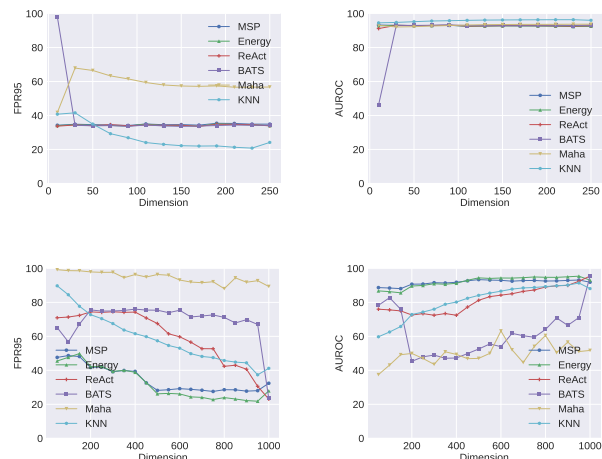 100
80
60
40
20
0
FPR95
MSP
Energy
ReAct
BATS
Maha
KNN
0 50 100 150 200 250
Dimension
100
80
60
40
20
0
AUROC
MSP
Energy
ReAct
BATS
Maha
KNN
0 50 100 150 200 250
Dimension
100
80
60
40
20
0
FPR95
MSP
Energy
ReAct
BATS
Maha
KNN
200 400 600 800 1000
Dimension
100
80
60
40
20
0
AUROC
MSP
Energy
ReAct
BATS
Maha
KNN
200 400 600 800 1000
Dimension